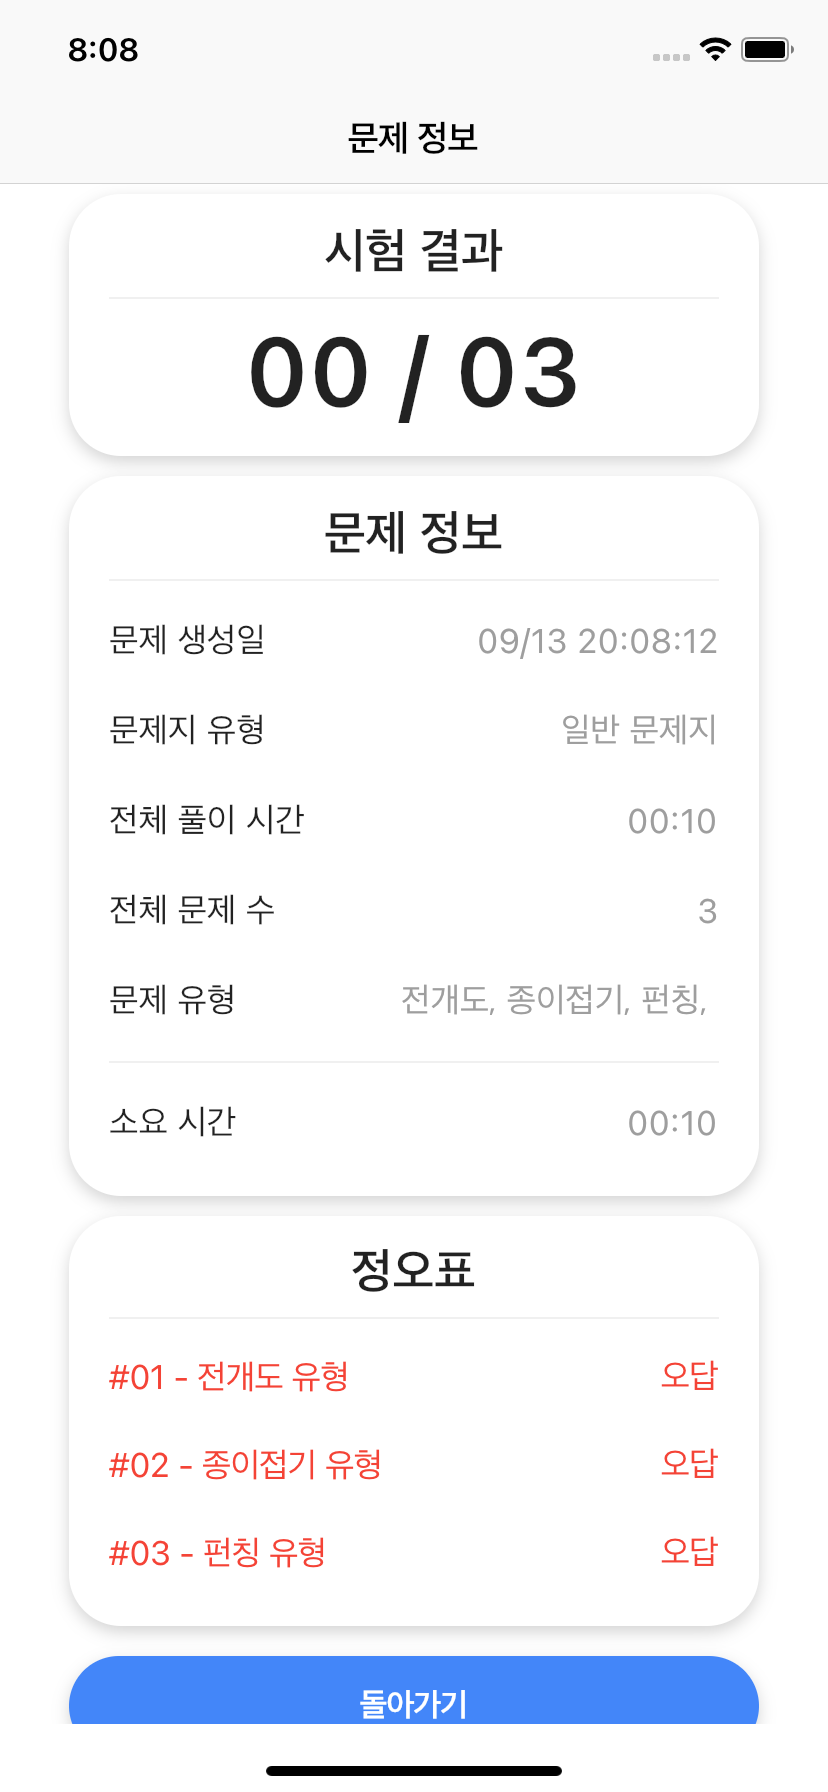 8:08
문제 정보
시험 결과
00 / 03
문제 정보
문제 생성일 09/13 20:08:12
문제지 유형 일반 문제지
전체 풀이 시간 00:10
전체 문제 수 3
문제 유형 전개도, 종이접기, 펀칭,
소요 시간 00:10
정오표
#01 - 전개도 유형 오답
#02 - 종이접기 유형 오답
#03 - 펀칭 유형 오답
돌아가기